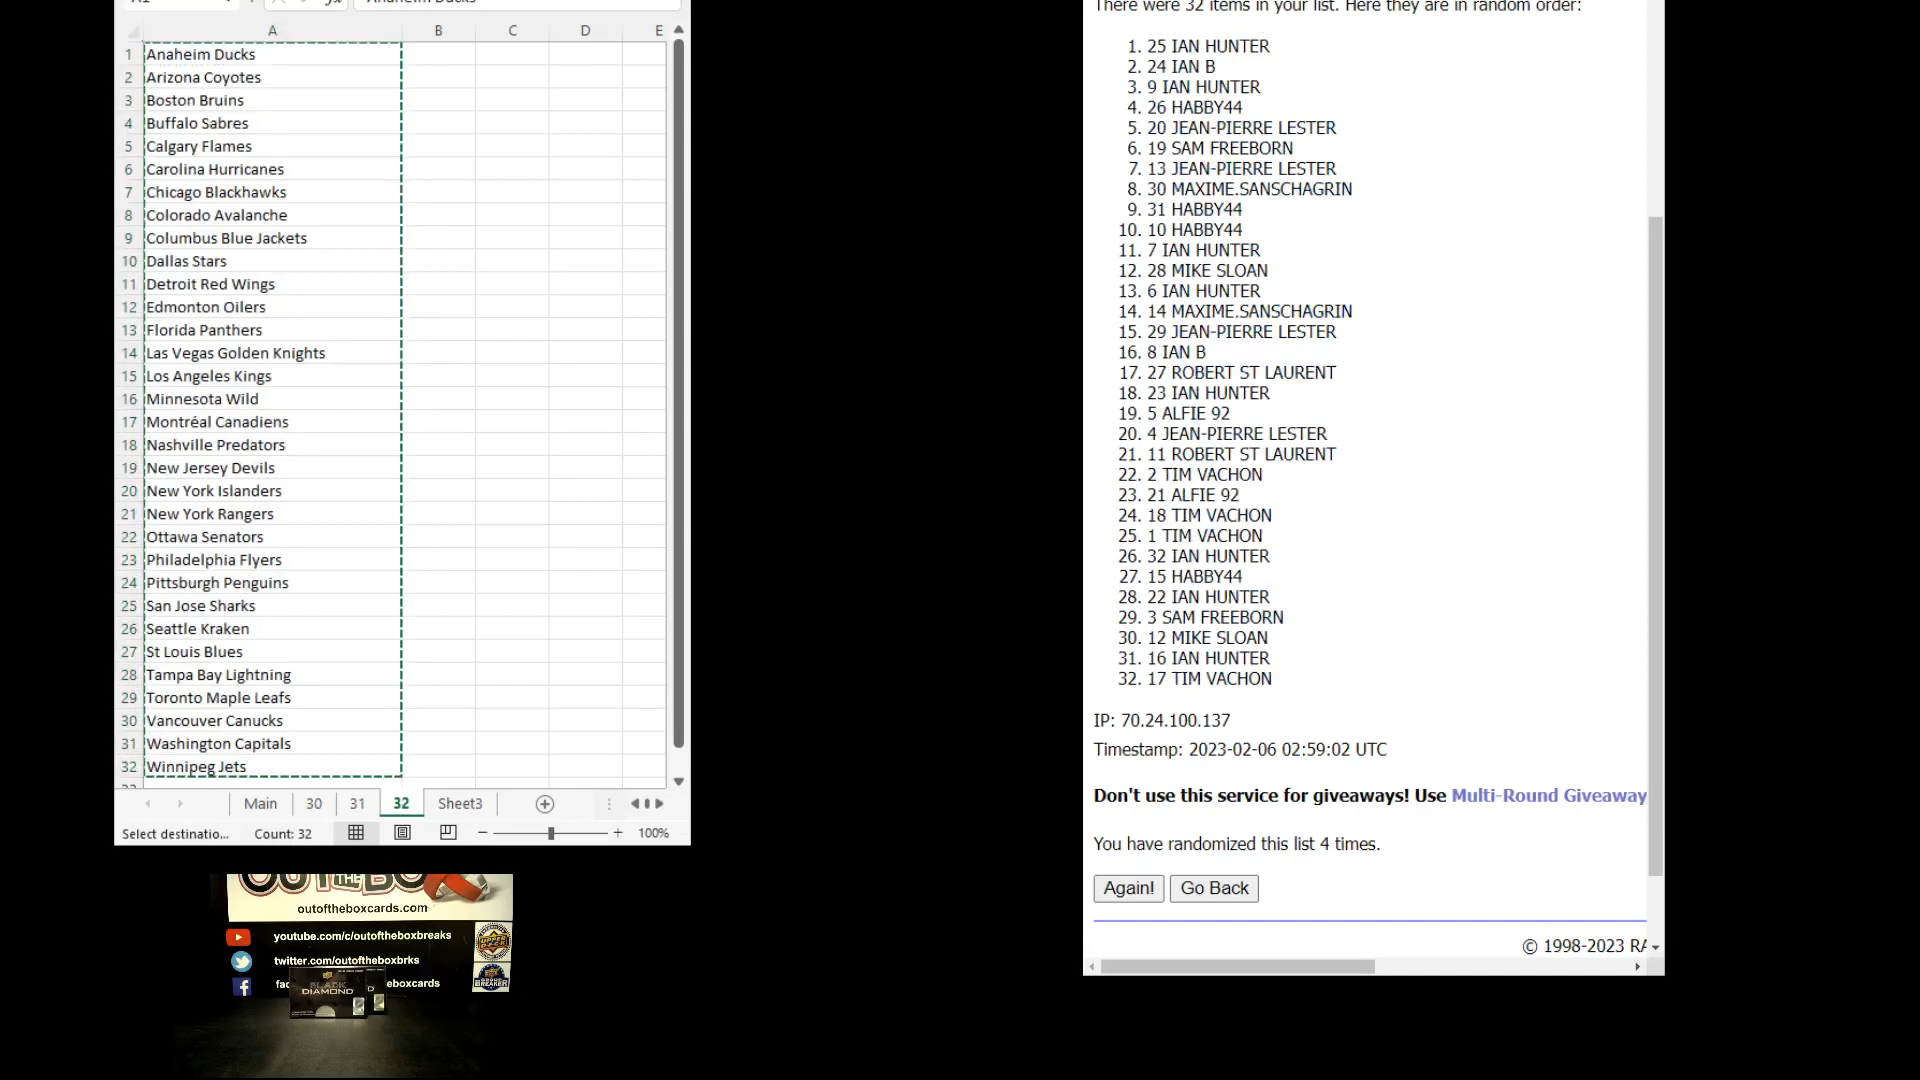 A B C D E
1 Anaheim Ducks
2 Arizona Coyotes
3 Boston Bruins
4 Buffalo Sabres
5 Calgary Flames
6 Carolina Hurricanes
7 Chicago Blackhawks
8 Colorado Avalanche
9 Columbus Blue Jackets
10 Dallas Stars
11 Detroit Red Wings
12 Edmonton Oilers
13 Florida Panthers
14 Las Vegas Golden Knights
15 Los Angeles Kings
16 Minnesota Wild
17 Montréal Canadiens
18 Nashville Predators
19 New Jersey Devils
20 New York Islanders
21 New York Rangers
22 Ottawa Senators
23 Philadelphia Flyers
24 Pittsburgh Penguins
25 San Jose Sharks
26 Seattle Kraken
27 St Louis Blues
28 Tampa Bay Lightning
29 Toronto Maple Leafs
30 Vancouver Canucks
31 Washington Capitals
32 Winnipeg Jets
Main 30 31 32 Sheet3
Select destinatio... Count: 32 100%
OUT OF THE BOX
outoftheboxcards.com
youtube.com/c/outoftheboxbreaks
twitter.com/outoftheboxbrks
eboxcards
BLACK
DIAMOND
There were 32 items in your list. Here they are in random order:
1. 25 IAN HUNTER
2. 24 IAN B
3. 9 IAN HUNTER
4. 26 HABBY44
5. 20 JEAN-PIERRE LESTER
6. 19 SAM FREEBORN
7. 13 JEAN-PIERRE LESTER
8. 30 MAXIME.SANSCHAGRIN
9. 31 HABBY44
10. 10 HABBY44
11. 7 IAN HUNTER
12. 28 MIKE SLOAN
13. 6 IAN HUNTER
14. 14 MAXIME.SANSCHAGRIN
15. 29 JEAN-PIERRE LESTER
16. 8 IAN B
17. 27 ROBERT ST LAURENT
18. 23 IAN HUNTER
19. 5 ALFIE 92
20. 4 JEAN-PIERRE LESTER
21. 11 ROBERT ST LAURENT
22. 2 TIM VACHON
23. 21 ALFIE 92
24. 18 TIM VACHON
25. 1 TIM VACHON
26. 32 IAN HUNTER
27. 15 HABBY44
28. 22 IAN HUNTER
29. 3 SAM FREEBORN
30. 12 MIKE SLOAN
31. 16 IAN HUNTER
32. 17 TIM VACHON
IP: 70.24.100.137
Timestamp: 2023-02-06 02:59:02 UTC
Don't use this service for giveaways! Use Multi-Round Giveaway
You have randomized this list 4 times.
Again! Go Back
© 1998-2023 RA